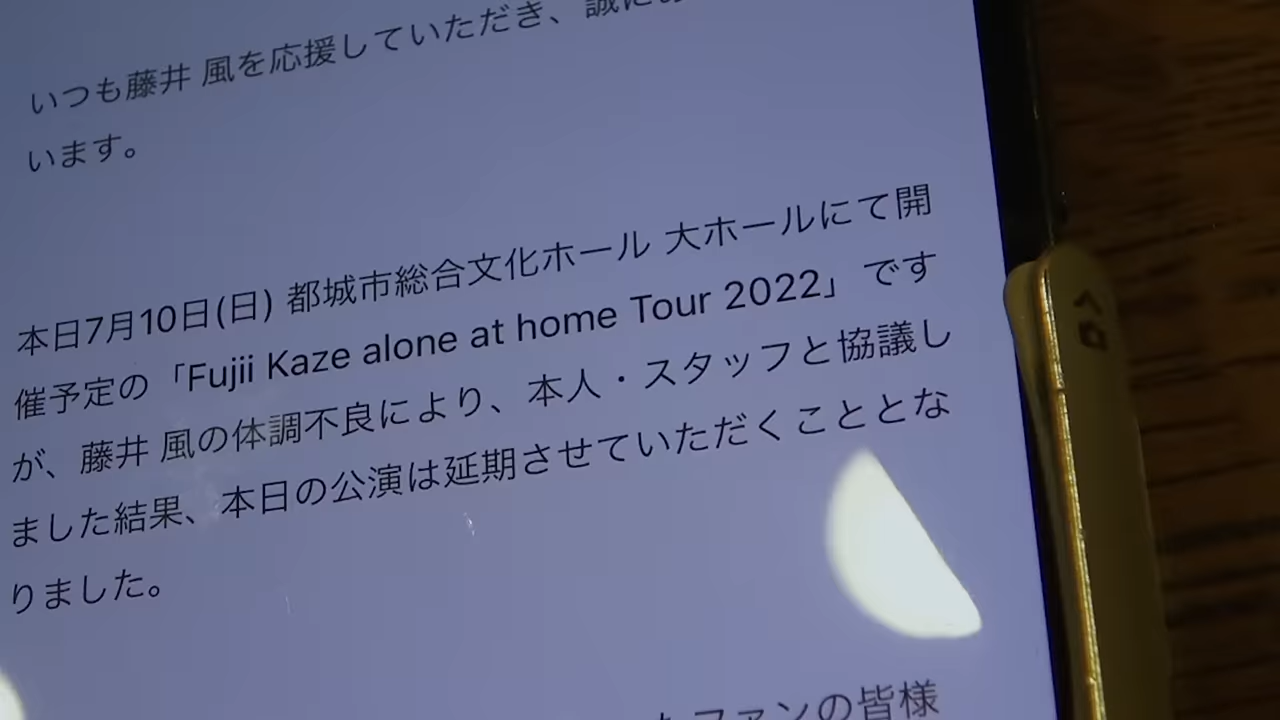 いつも藤井 風を応援していただき、誠に
います。
本日7月10日(日) 都城市総合文化ホール 大ホールにて開
催予定の「Fujii Kaze alone at home Tour 2022」です
が、藤井 風の体調不良により、本人・スタッフと協議し
ました結果、本日の公演は延期させていただくこととな
りました。
ファンの皆様